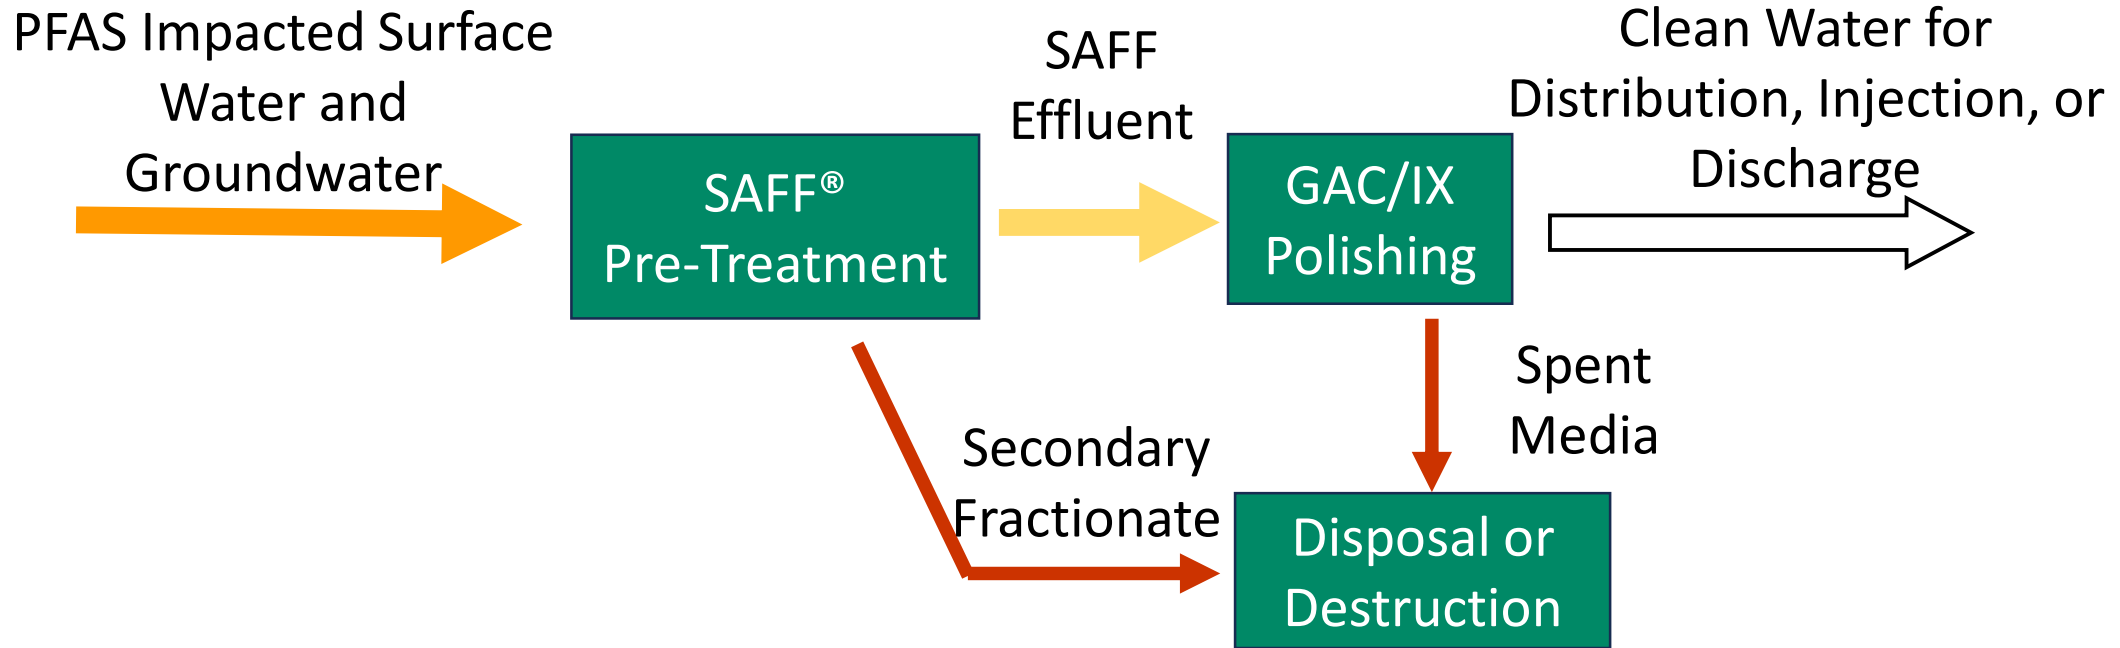 PFAS Impacted Surface
Water and
Groundwater
SAFF®
Pre-Treatment
SAFF
Effluent
GAC/IX
Polishing
Clean Water for
Distribution, Injection, or
Discharge
Secondary
Fractionate
Spent
Media
Disposal or
Destruction